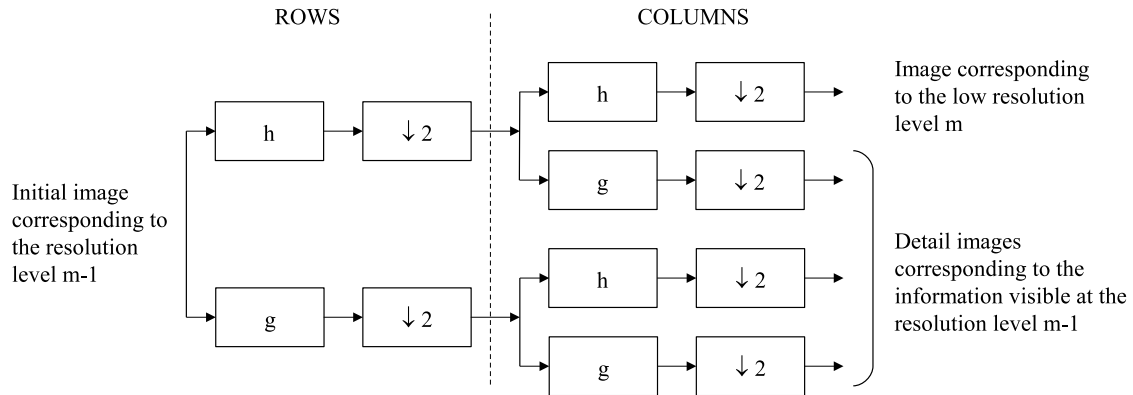 ROWS
COLUMNS
h
↓ 2
h
↓ 2
g
↓ 2
Image corresponding
to the low resolution
level m
Initial image
corresponding to
the resolution
level m-1
g
↓ 2
h
↓ 2
g
↓ 2
Detail images
corresponding to the
information visible at the
resolution level m-1